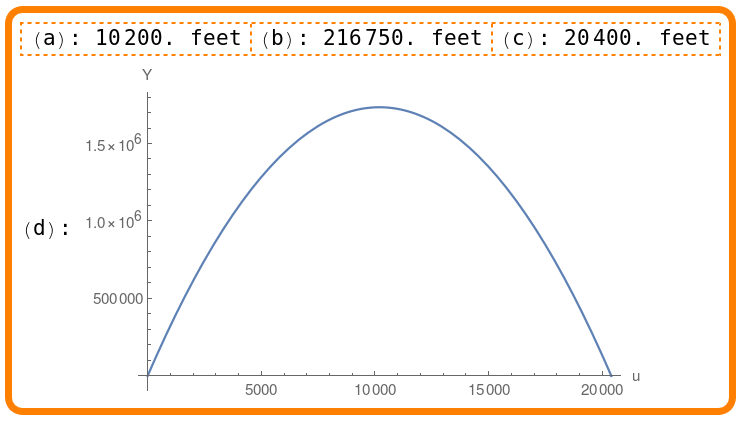 (a): 10200. feet (b): 216750. feet (c): 20400. feet
Y
1.5×10^6
1.0×10^6
(d):
500000
5000 10000 15000 20000 u